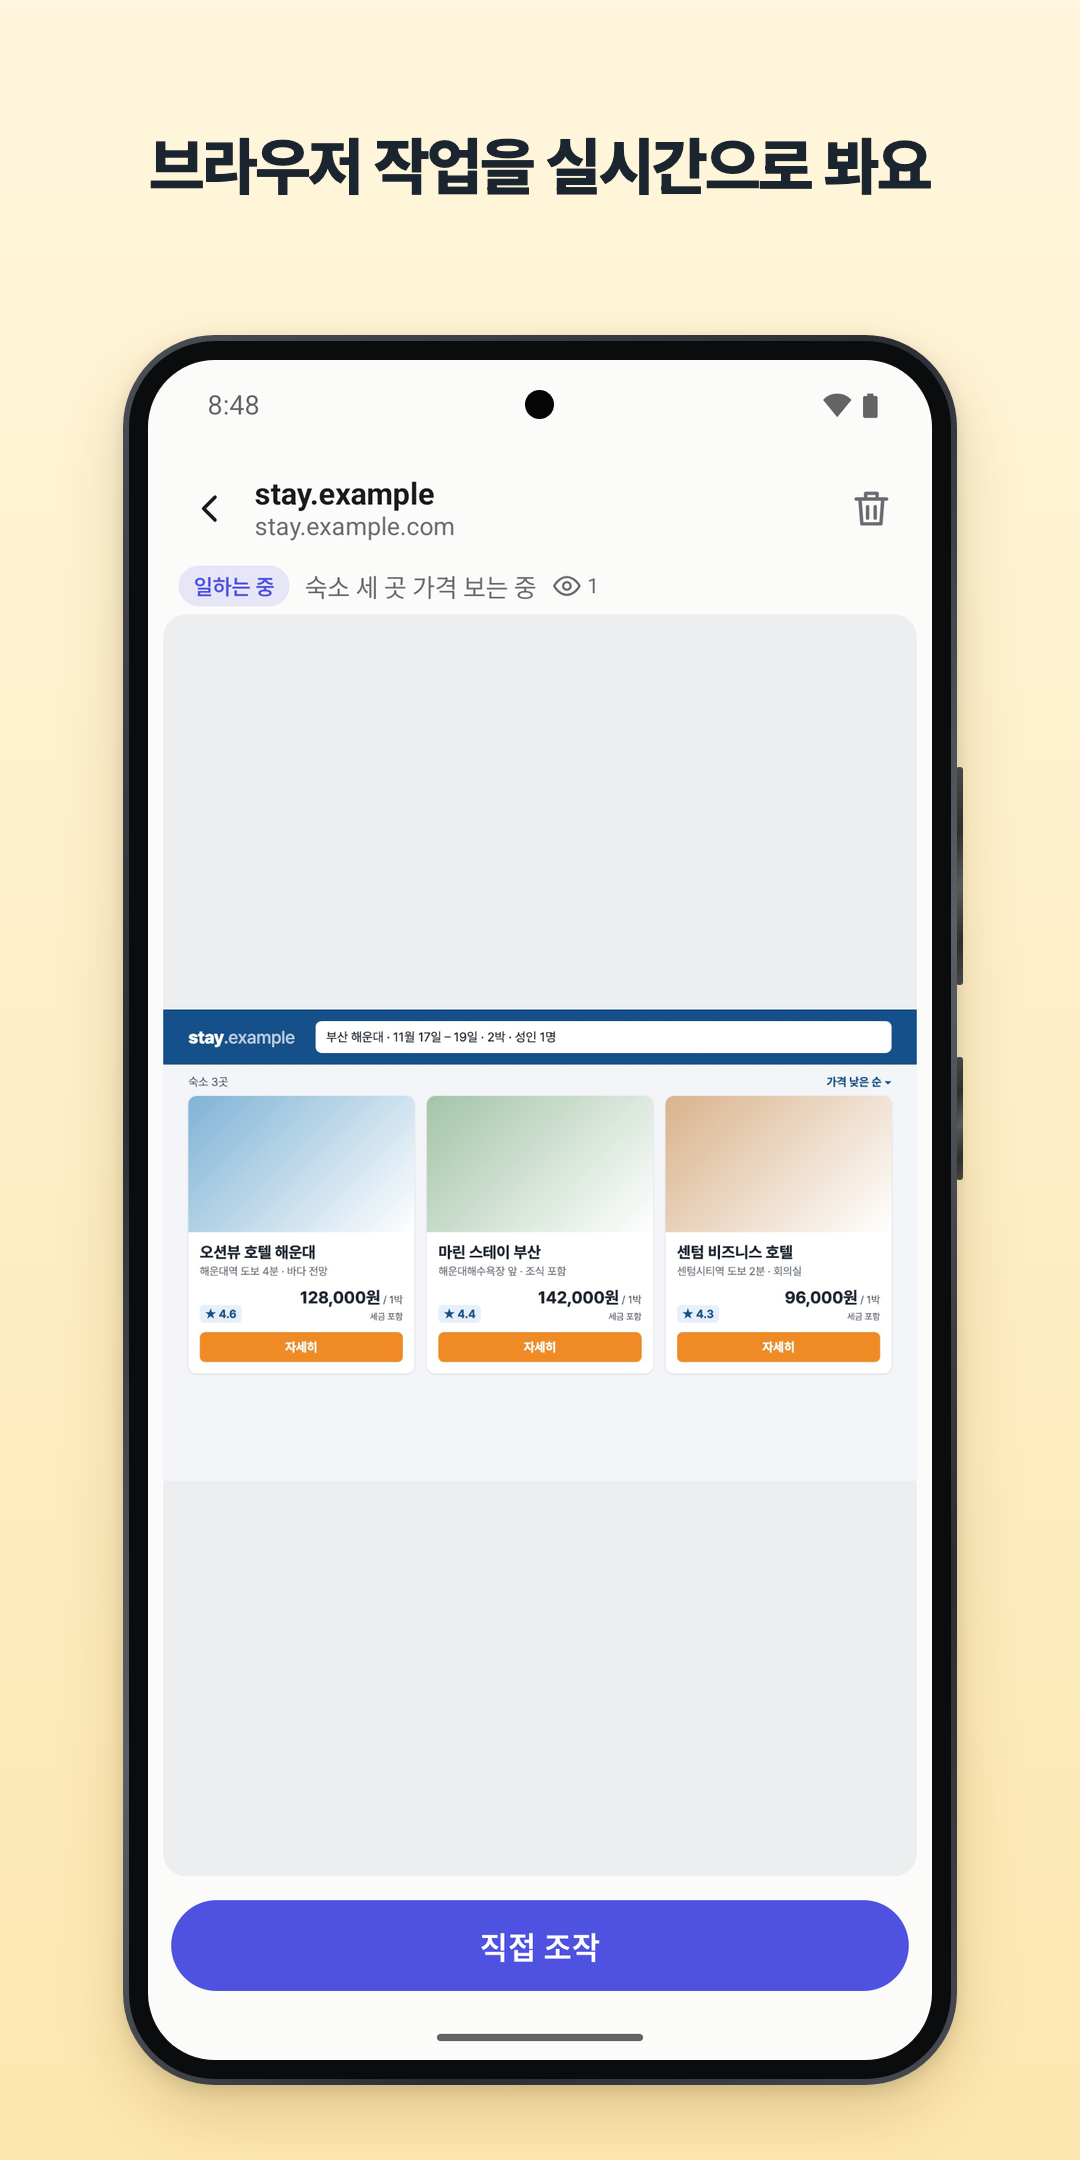 브라우저 작업을 실시간으로 봐요
8:48
stay.example
stay.example.com
일하는 중 숙소 세 곳 가격 보는 중 1
stay.example 부산 해운대 · 11월 17일 – 19일 · 2박 · 성인 1명
숙소 3곳 가격 낮은 순
오션뷰 호텔 해운대
해운대역 도보 4분 · 바다 전망
128,000원 / 1박
★ 4.6 세금 포함
자세히
마린 스테이 부산
해운대해수욕장 앞 · 조식 포함
142,000원 / 1박
★ 4.4 세금 포함
자세히
센텀 비즈니스 호텔
센텀시티역 도보 2분 · 회의실
96,000원 / 1박
★ 4.3 세금 포함
자세히
직접 조작